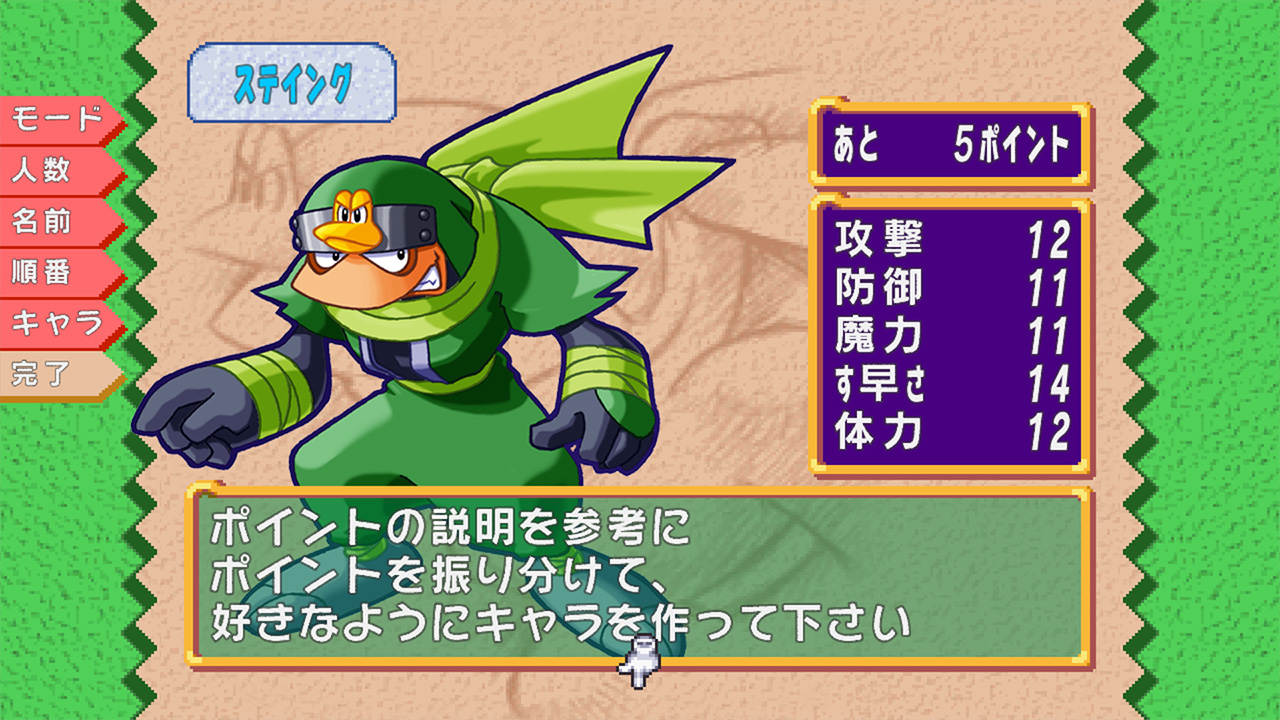 ステイング
モード
人数
名前
順番
キャラ
完了
あと 5ポイント
攻撃 12
防御 11
魔力 11
す早さ 14
体力 12
ポイントの説明を参考に
ポイントを振り分けて、
好きなようにキャラを作って下さい